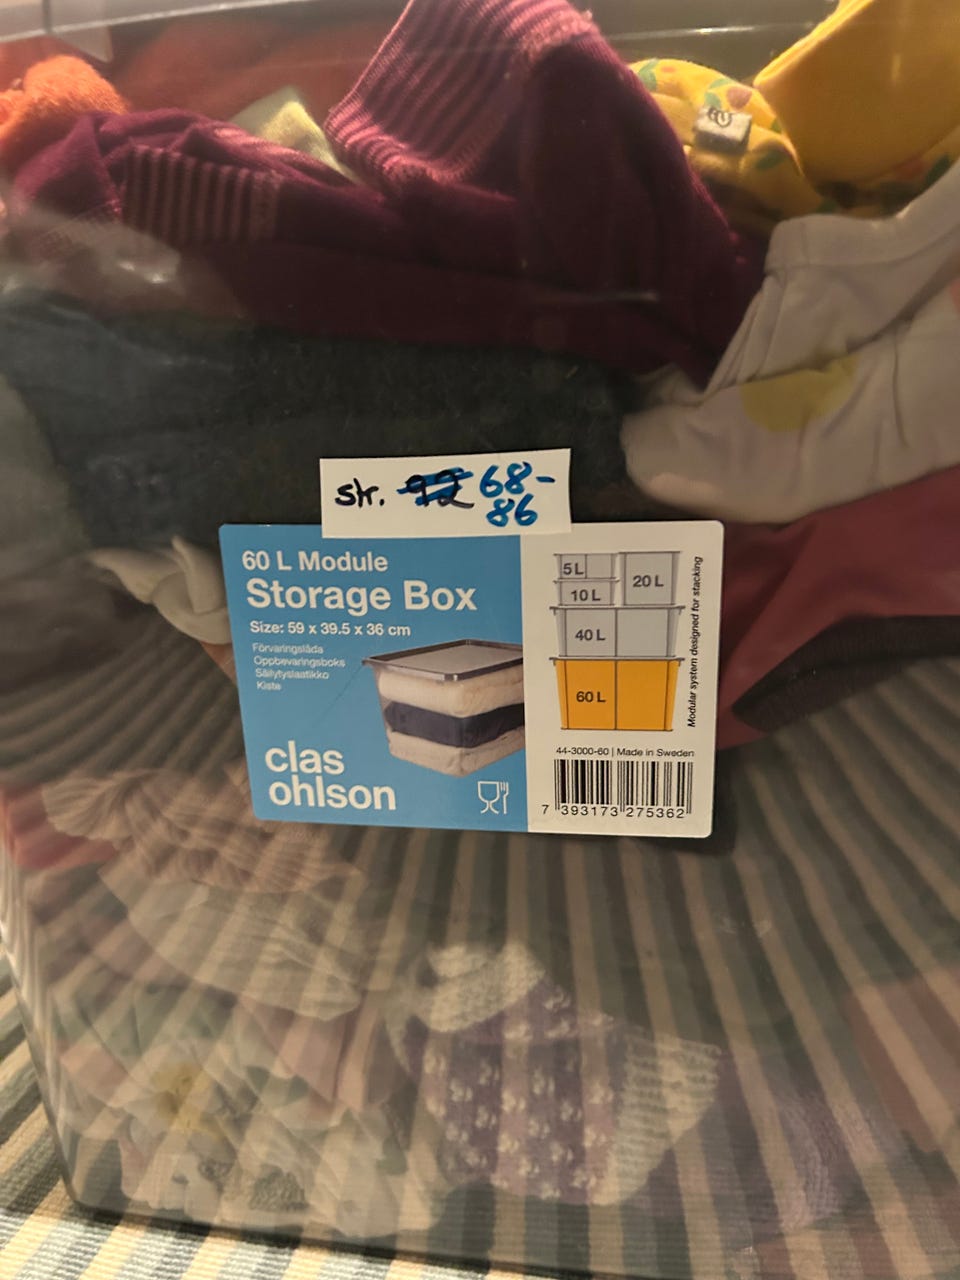 str. 92 68-
86
60 L Module
Storage Box
Size: 59 x 39.5 x 36 cm
Förvaringslåda
Oppbevaringsboks
Säilytyslaatikko
Kiste
clas
ohlson
5 L
10 L
20 L
40 L
60 L
Modular system designed for stacking
44-3000-60 | Made in Sweden
7 393173 275362